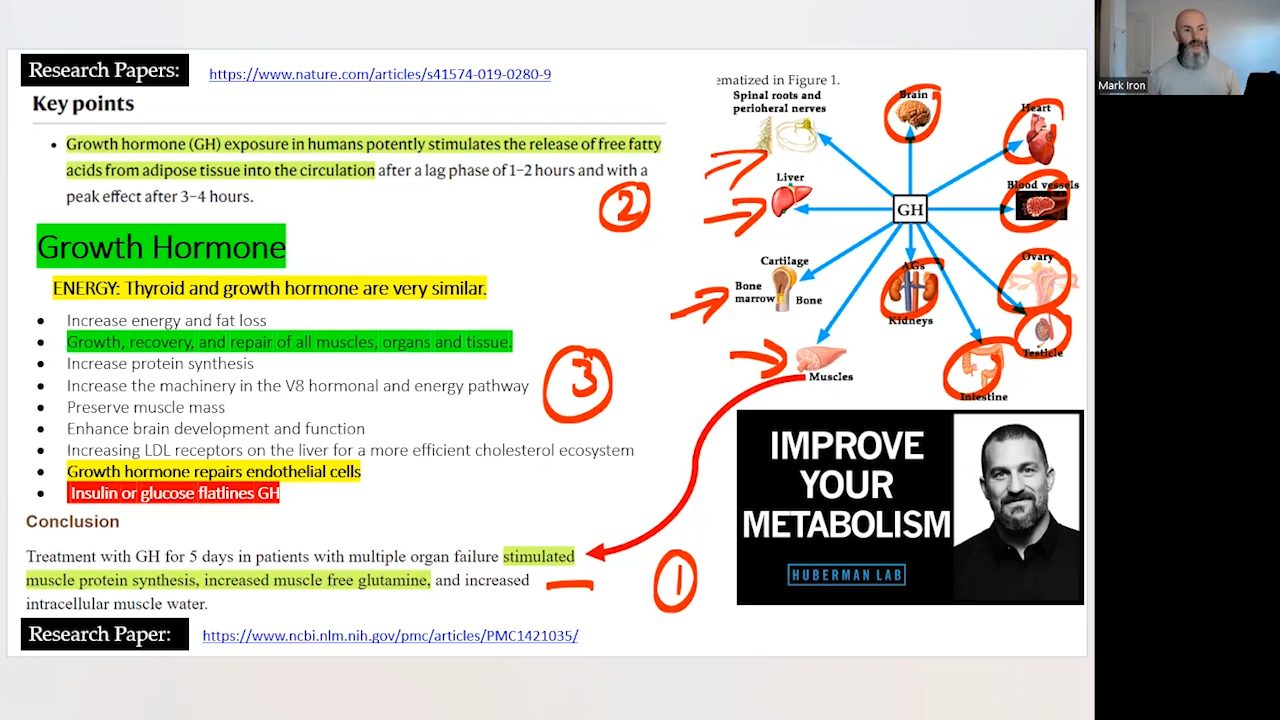 Research Papers:
https://www.nature.com/articles/s41574-019-0280-9
Key points
Growth hormone (GH) exposure in humans potently stimulates the release of free fatty
acids from adipose tissue into the circulation after a lag phase of 1–2 hours and with a
peak effect after 3–4 hours.
2
Growth Hormone
ENERGY: Thyroid and growth hormone are very similar.
Increase energy and fat loss
Growth, recovery, and repair of all muscles, organs and tissue.
Increase protein synthesis
Increase the machinery in the V8 hormonal and energy pathway
Preserve muscle mass
Enhance brain development and function
Increasing LDL receptors on the liver for a more efficient cholesterol ecosystem
Growth hormone repairs endothelial cells
Insulin or glucose flatlines GH
3
Conclusion
Treatment with GH for 5 days in patients with multiple organ failure stimulated
muscle protein synthesis, increased muscle free glutamine, and increased
intracellular muscle water.
1
Research Paper:
https://www.ncbi.nlm.nih.gov/pmc/articles/PMC1421035/
ematized in Figure 1.
Spinal roots and
perioheral nerves
Brain
Heart
Liver
Blood vessels
GH
Cartilage
Bone
marrow
Bone
AGs
Kidneys
Ovary
Testicle
Muscles
Intestine
IMPROVE
YOUR
METABOLISM
HUBERMAN LAB
Mark Iron